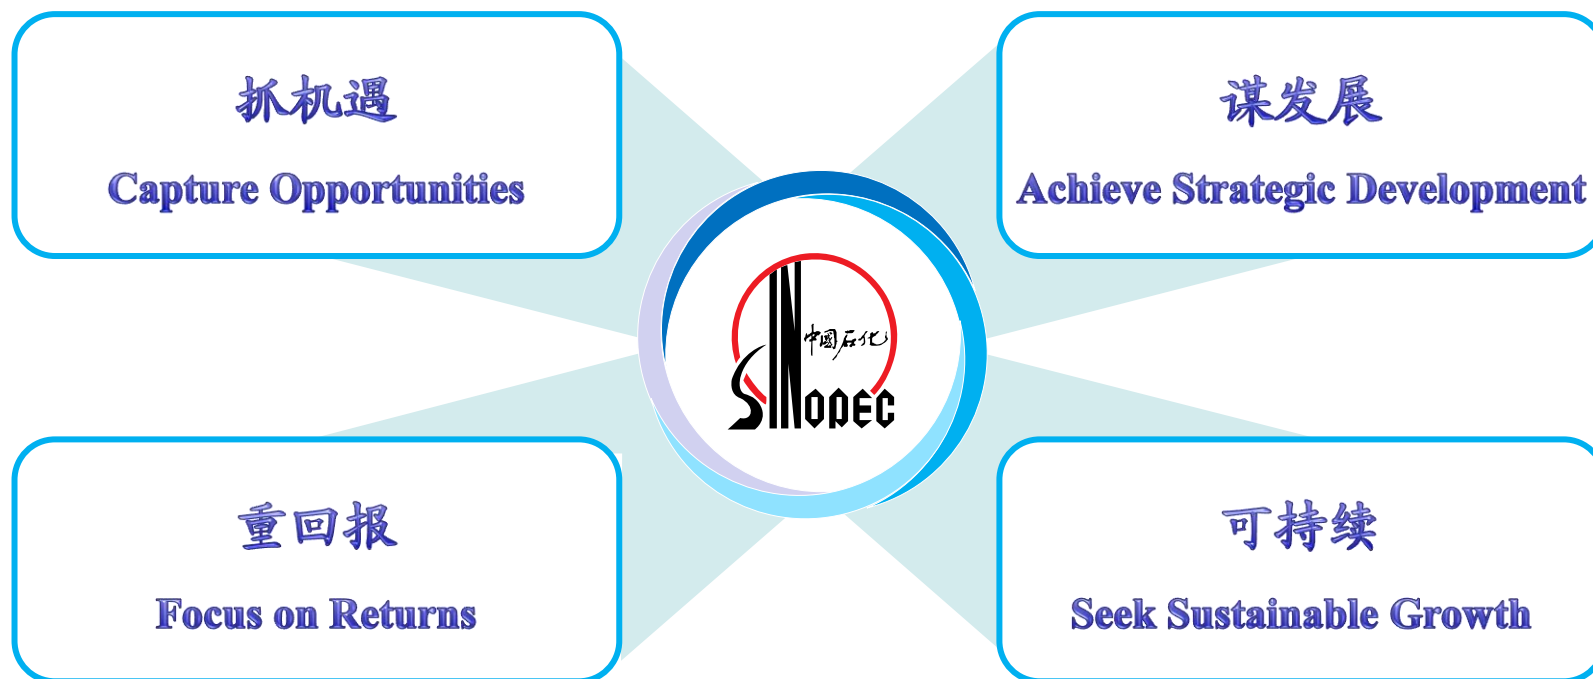 抓机遇
Capture Opportunities
谋发展
Achieve Strategic Development
中國石化
SINOPEC
重回报
Focus on Returns
可持续
Seek Sustainable Growth